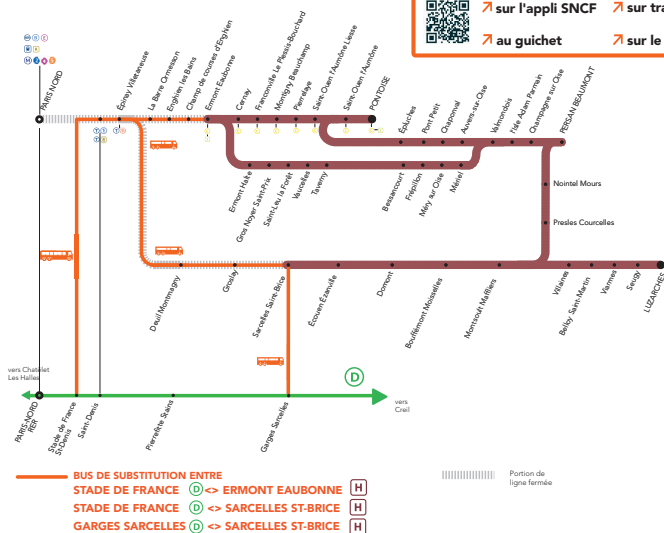 sur l'appli SNCF
sur tra
au guichet
sur le
PARIS NORD
Épinay Villetaneuse
La Barre Ormesson
Enghien les Bains
Champ de courses d'Enghien
Ermont Eaubonne
Cernay
Franconville Le Plessis-Bouchard
Montigny Beauchamp
Pierrelaye
Saint-Ouen l'Aumône Liesse
Saint-Ouen l'Aumône
PONTOISE
Épluches
Pont Petit
Chaponval
Auvers-sur-Oise
Valmondois
l'Isle Adam Parmain
Champagne sur Oise
PERSAN BEAUMONT
Ermont Halte
Gros Noyer Saint-Prix
Saint-Leu la Forêt
Vaucelles
Taverny
Bessancourt
Frépillon
Méry sur Oise
Mériel
Nointel Mours
Presles Courcelles
Deuil Montmagny
Groslay
Sarcelles Saint-Brice
Écouen Ézanville
Domont
Bouffémont Moisselles
Montsoult Maffliers
Villaines
Belloy Saint-Martin
Viarmes
Seugy
LUZARCHES
vers Chatelet
Les Halles
D
vers
Creil
PARIS-NORD
RER
Stade de France
St-Denis
Saint-Denis
Pierrefitte Stains
Garges Sarcelles
BUS DE SUBSTITUTION ENTRE
STADE DE FRANCE D <> ERMONT EAUBONNE H
STADE DE FRANCE D <> SARCELLES ST-BRICE H
GARGES SARCELLES D <> SARCELLES ST-BRICE H
Portion de
ligne fermée